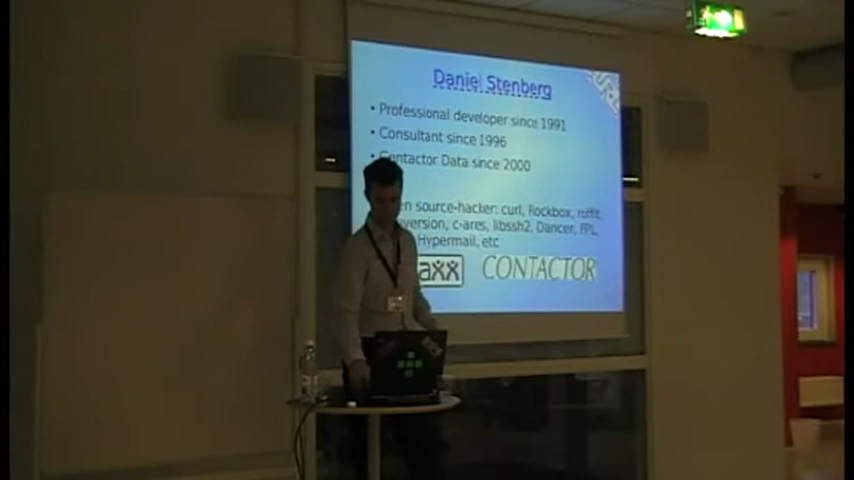 Daniel Stenberg
• Professional developer since 1991
• Consultant since 1996
• Contactor Data since 2000
source-hacker: curl, Rockbox, roffit,
c-ares, libssh2, Dancer, FPL,
Hypermail, etc
axx CONTACTOR